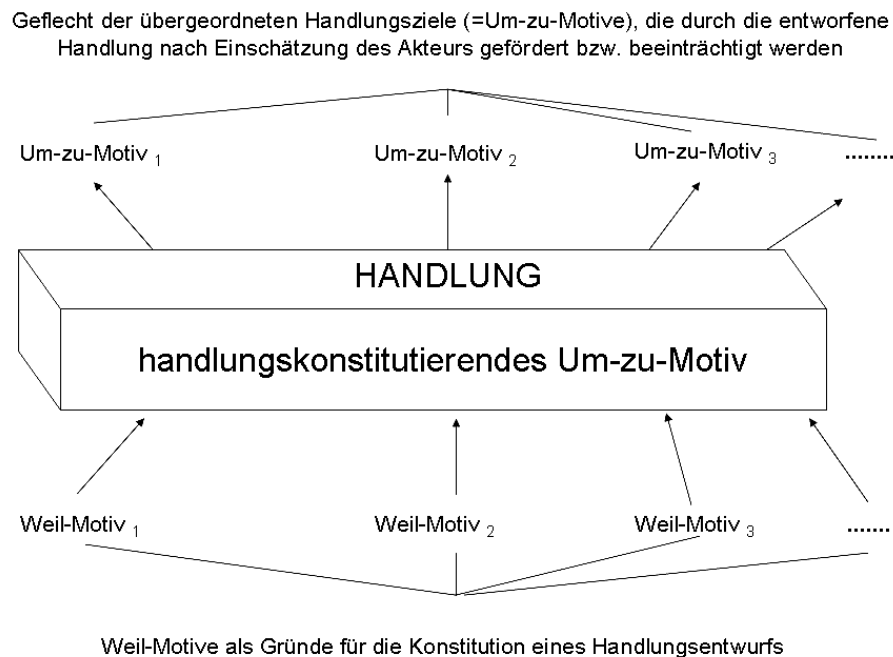 Geflecht der übergeordneten Handlungsziele (=Um-zu-Motive), die durch die entworfene
Handlung nach Einschätzung des Akteurs gefördert bzw. beeinträchtigt werden
Um-zu-Motiv 1 Um-zu-Motiv 2 Um-zu-Motiv 3 ........
HANDLUNG
handlungskonstitutierendes Um-zu-Motiv
Weil-Motiv 1 Weil-Motiv 2 Weil-Motiv 3 .......
Weil-Motive als Gründe für die Konstitution eines Handlungsentwurfs